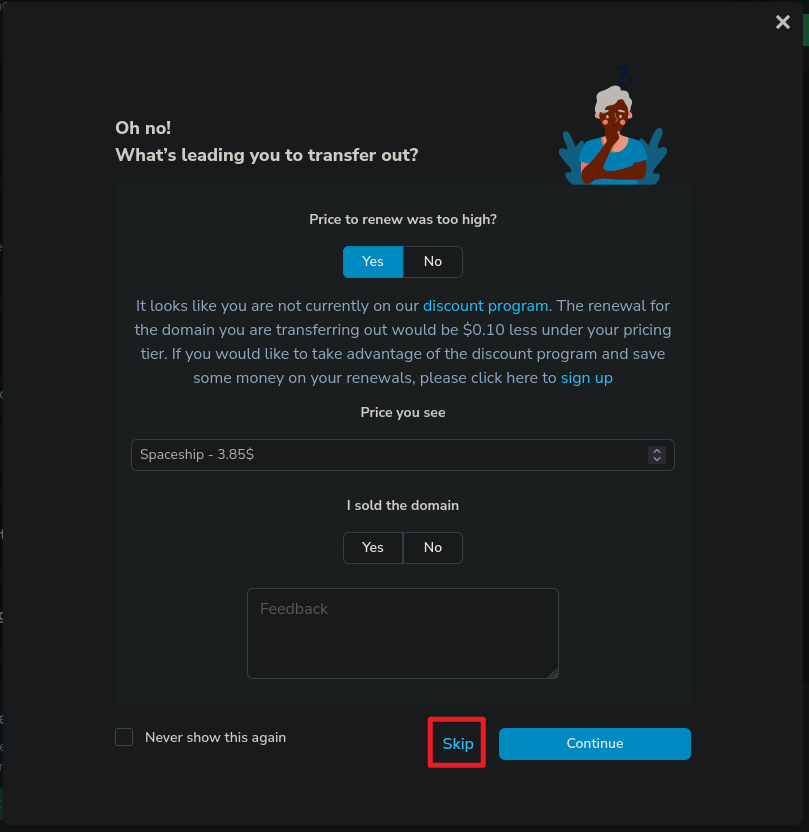 Oh no!
What's leading you to transfer out?
Price to renew was too high?
Yes No
It looks like you are not currently on our discount program. The renewal for
the domain you are transferring out would be $0.10 less under your pricing
tier. If you would like to take advantage of the discount program and save
some money on your renewals, please click here to sign up
Price you see
Spaceship - 3.85$
I sold the domain
Yes No
Feedback
Never show this again
Skip
Continue